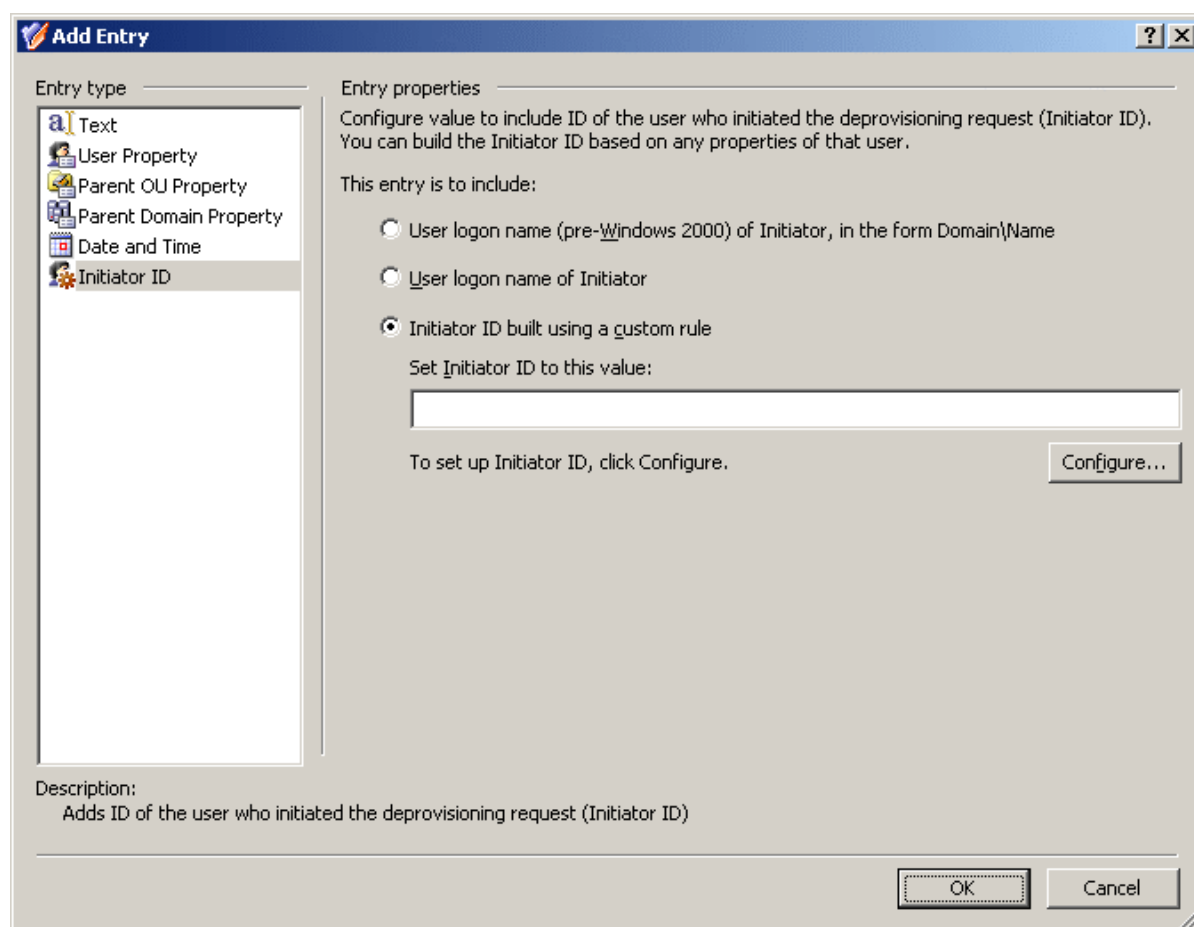 Add Entry
Entry type
Text
User Property
Parent OU Property
Parent Domain Property
Date and Time
Initiator ID
Entry properties
Configure value to include ID of the user who initiated the deprovisioning request (Initiator ID).
You can build the Initiator ID based on any properties of that user.
This entry is to include:
User logon name (pre-Windows 2000) of Initiator, in the form Domain\Name
User logon name of Initiator
Initiator ID built using a custom rule
Set Initiator ID to this value:
To set up Initiator ID, click Configure.
Configure...
Description:
Adds ID of the user who initiated the deprovisioning request (Initiator ID)
OK
Cancel